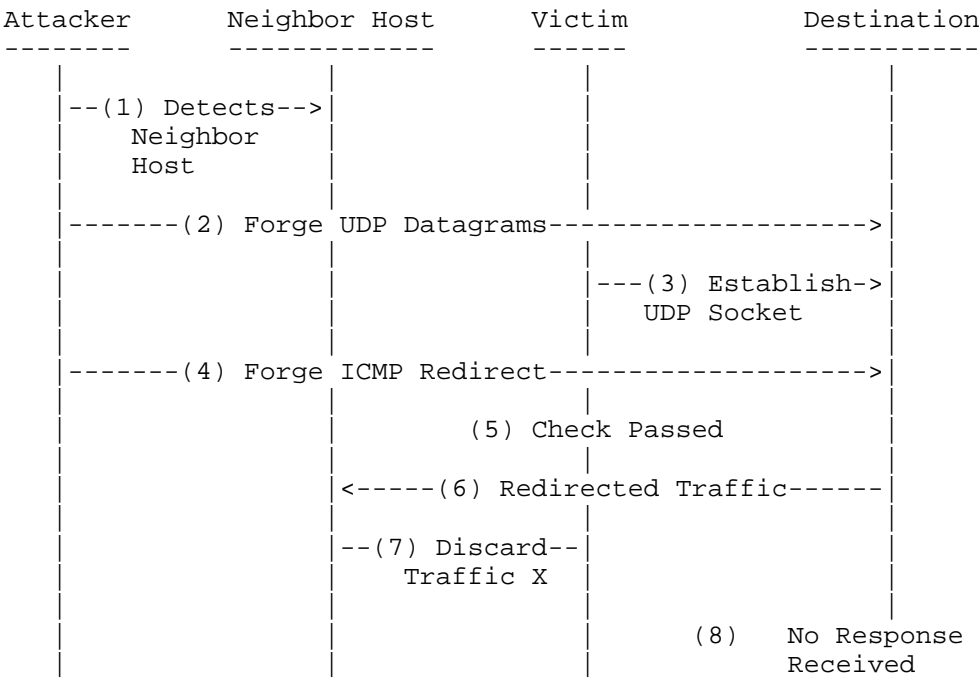 Attacker Neighbor Host Victim Destination
-------- ------------- ------ -----------
| | | |
|--(1) Detects-->| | |
| Neighbor | | |
| Host | | |
| | | |
|-------(2) Forge UDP Datagrams-------------------->|
| | | |
| | |---(3) Establish->|
| | | UDP Socket |
| | | |
|-------(4) Forge ICMP Redirect-------------------->|
| | | |
| | (5) Check Passed |
| | | |
| |<-----(6) Redirected Traffic------|
| | | |
| |--(7) Discard--| |
| | Traffic X | |
| | | |
| | | (8) No Response
| | | Received